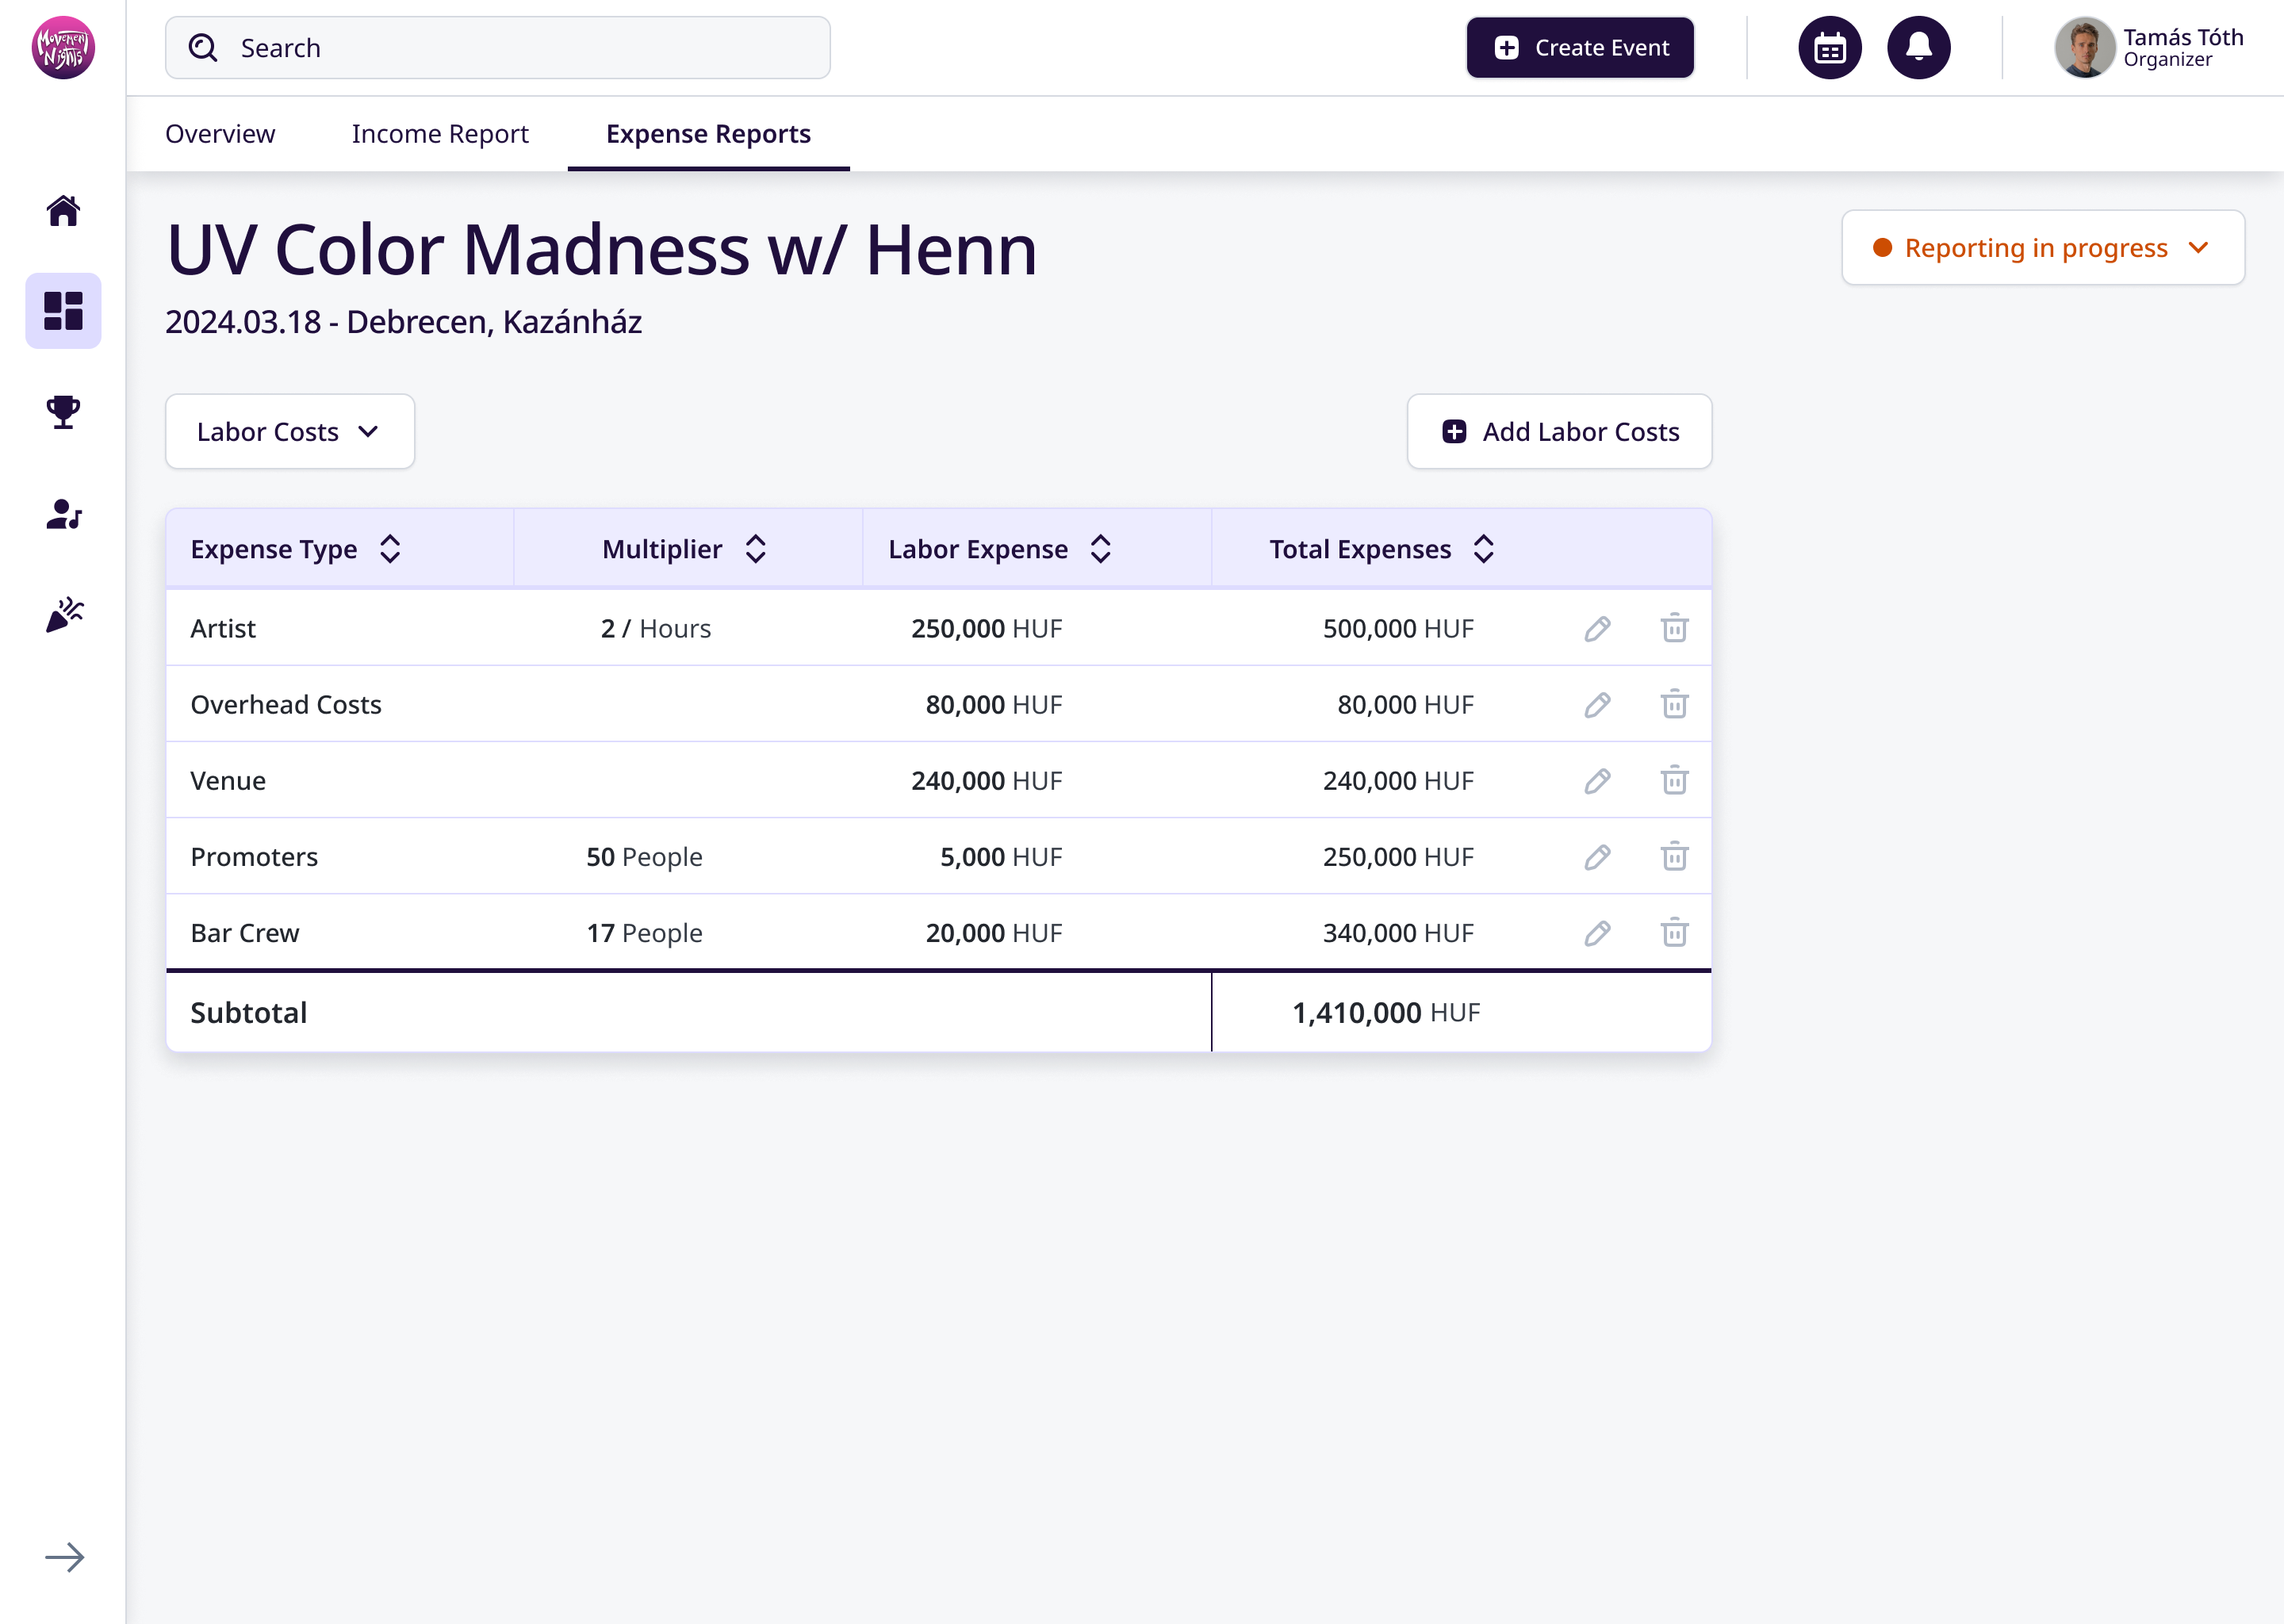 Movement
Nights
Search
Create Event
Tamás Tóth
Organizer
Overview
Income Report
Expense Reports
UV Color Madness w/ Henn
Reporting in progress
2024.03.18 - Debrecen, Kazánház
Labor Costs
Add Labor Costs
Expense Type Multiplier Labor Expense Total Expenses
Artist 2 / Hours 250,000 HUF 500,000 HUF
Overhead Costs 80,000 HUF 80,000 HUF
Venue 240,000 HUF 240,000 HUF
Promoters 50 People 5,000 HUF 250,000 HUF
Bar Crew 17 People 20,000 HUF 340,000 HUF
Subtotal 1,410,000 HUF